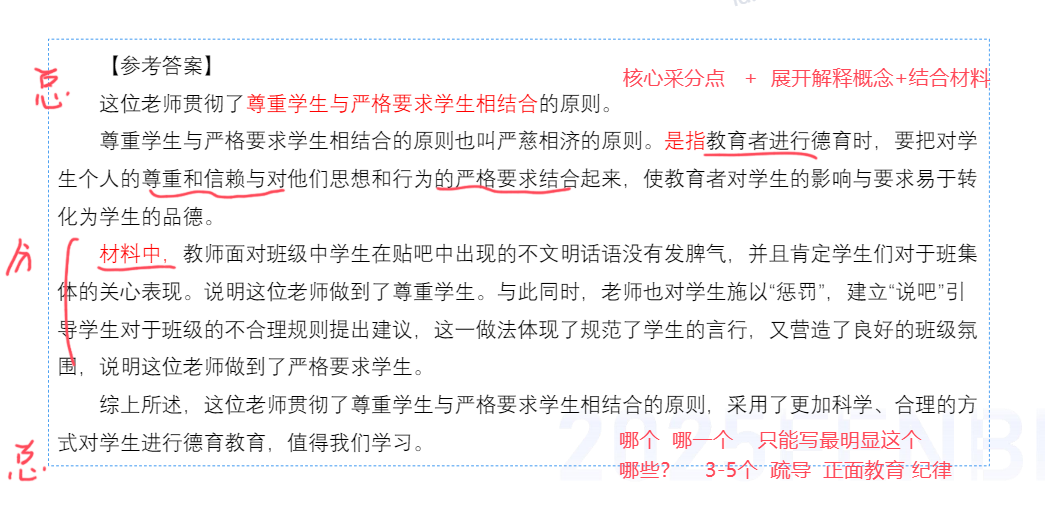 【参考答案】
总
核心采分点 + 展开解释概念+结合材料
这位老师贯彻了尊重学生与严格要求学生相结合的原则。
尊重学生与严格要求学生相结合的原则也叫严慈相济的原则。是指教育者进行德育时，要把对学
生个人的尊重和信赖与对他们思想和行为的严格要求结合起来，使教育者对学生的影响与要求易于转
化为学生的品德。
分
材料中，教师面对班级中学生在贴吧中出现的不文明话语没有发脾气，并且肯定学生们对于班集
体的关心表现。说明这位老师做到了尊重学生。与此同时，老师也对学生施以“惩罚”，建立“说吧”引
导学生对于班级的不合理规则提出建议，这一做法体现了规范了学生的言行，又营造了良好的班级氛
围，说明这位老师做到了严格要求学生。
综上所述，这位老师贯彻了尊重学生与严格要求学生相结合的原则，采用了更加科学、合理的方
式对学生进行德育教育，值得我们学习。
总
哪个 哪一个 只能写最明显这个
哪些？ 3-5个 疏导 正面教育 纪律